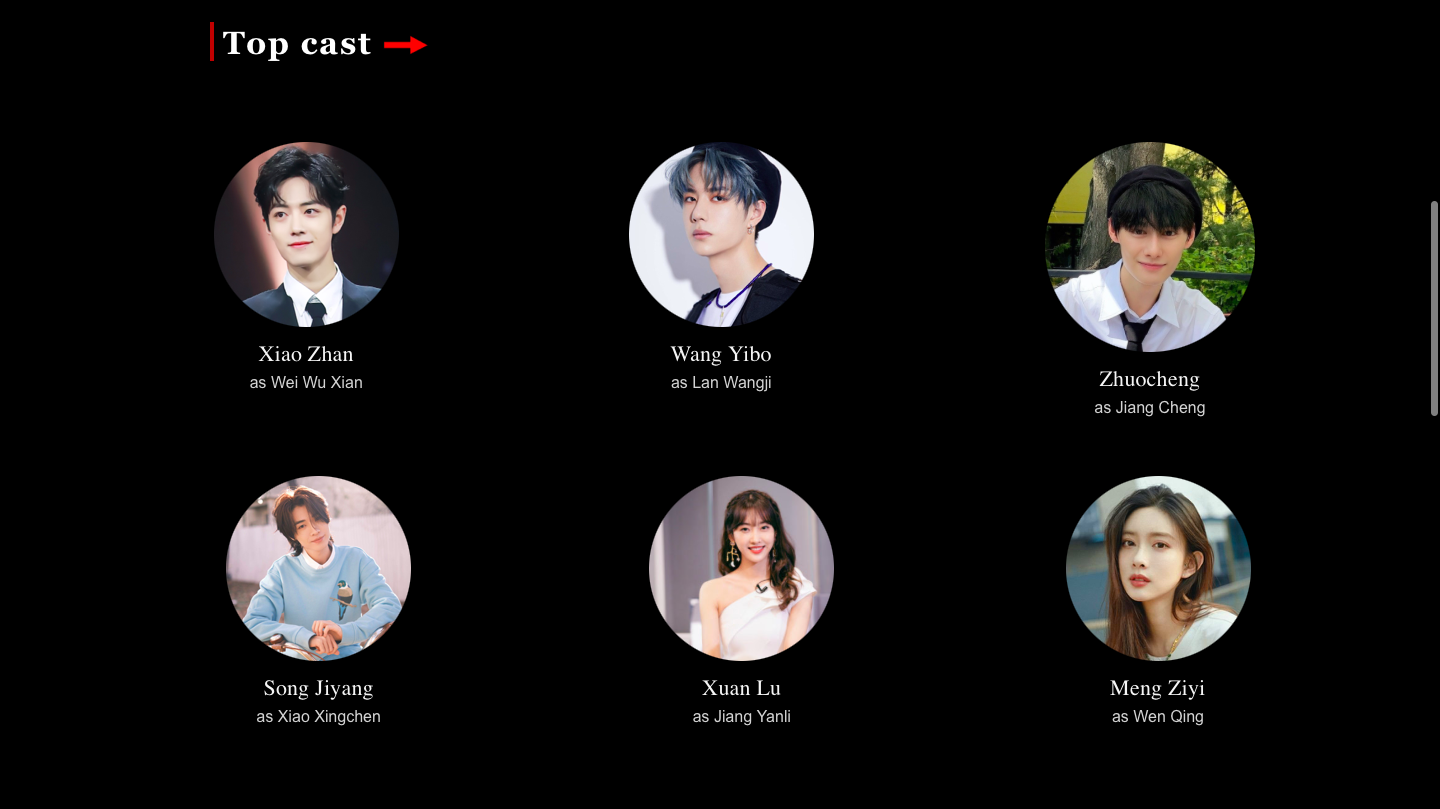 Top cast
Xiao Zhan
as Wei Wu Xian
Wang Yibo
as Lan Wangji
Zhuocheng
as Jiang Cheng
Song Jiyang
as Xiao Xingchen
Xuan Lu
as Jiang Yanli
Meng Ziyi
as Wen Qing